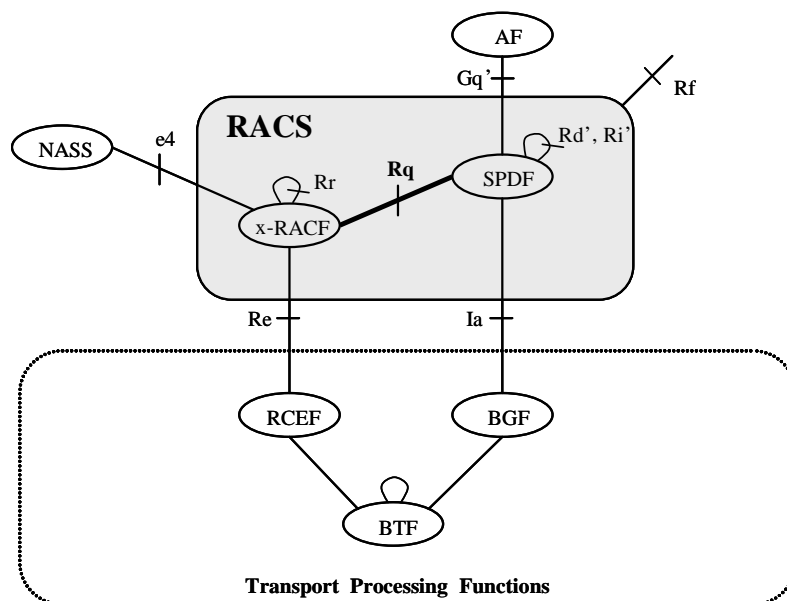 AF
Gq’
Rf
RACS
e4
NASS
Rd’, Ri’
Rq
Rr
SPDF
x-RACF
Re
Ia
RCEF
BGF
BTF
Transport Processing Functions